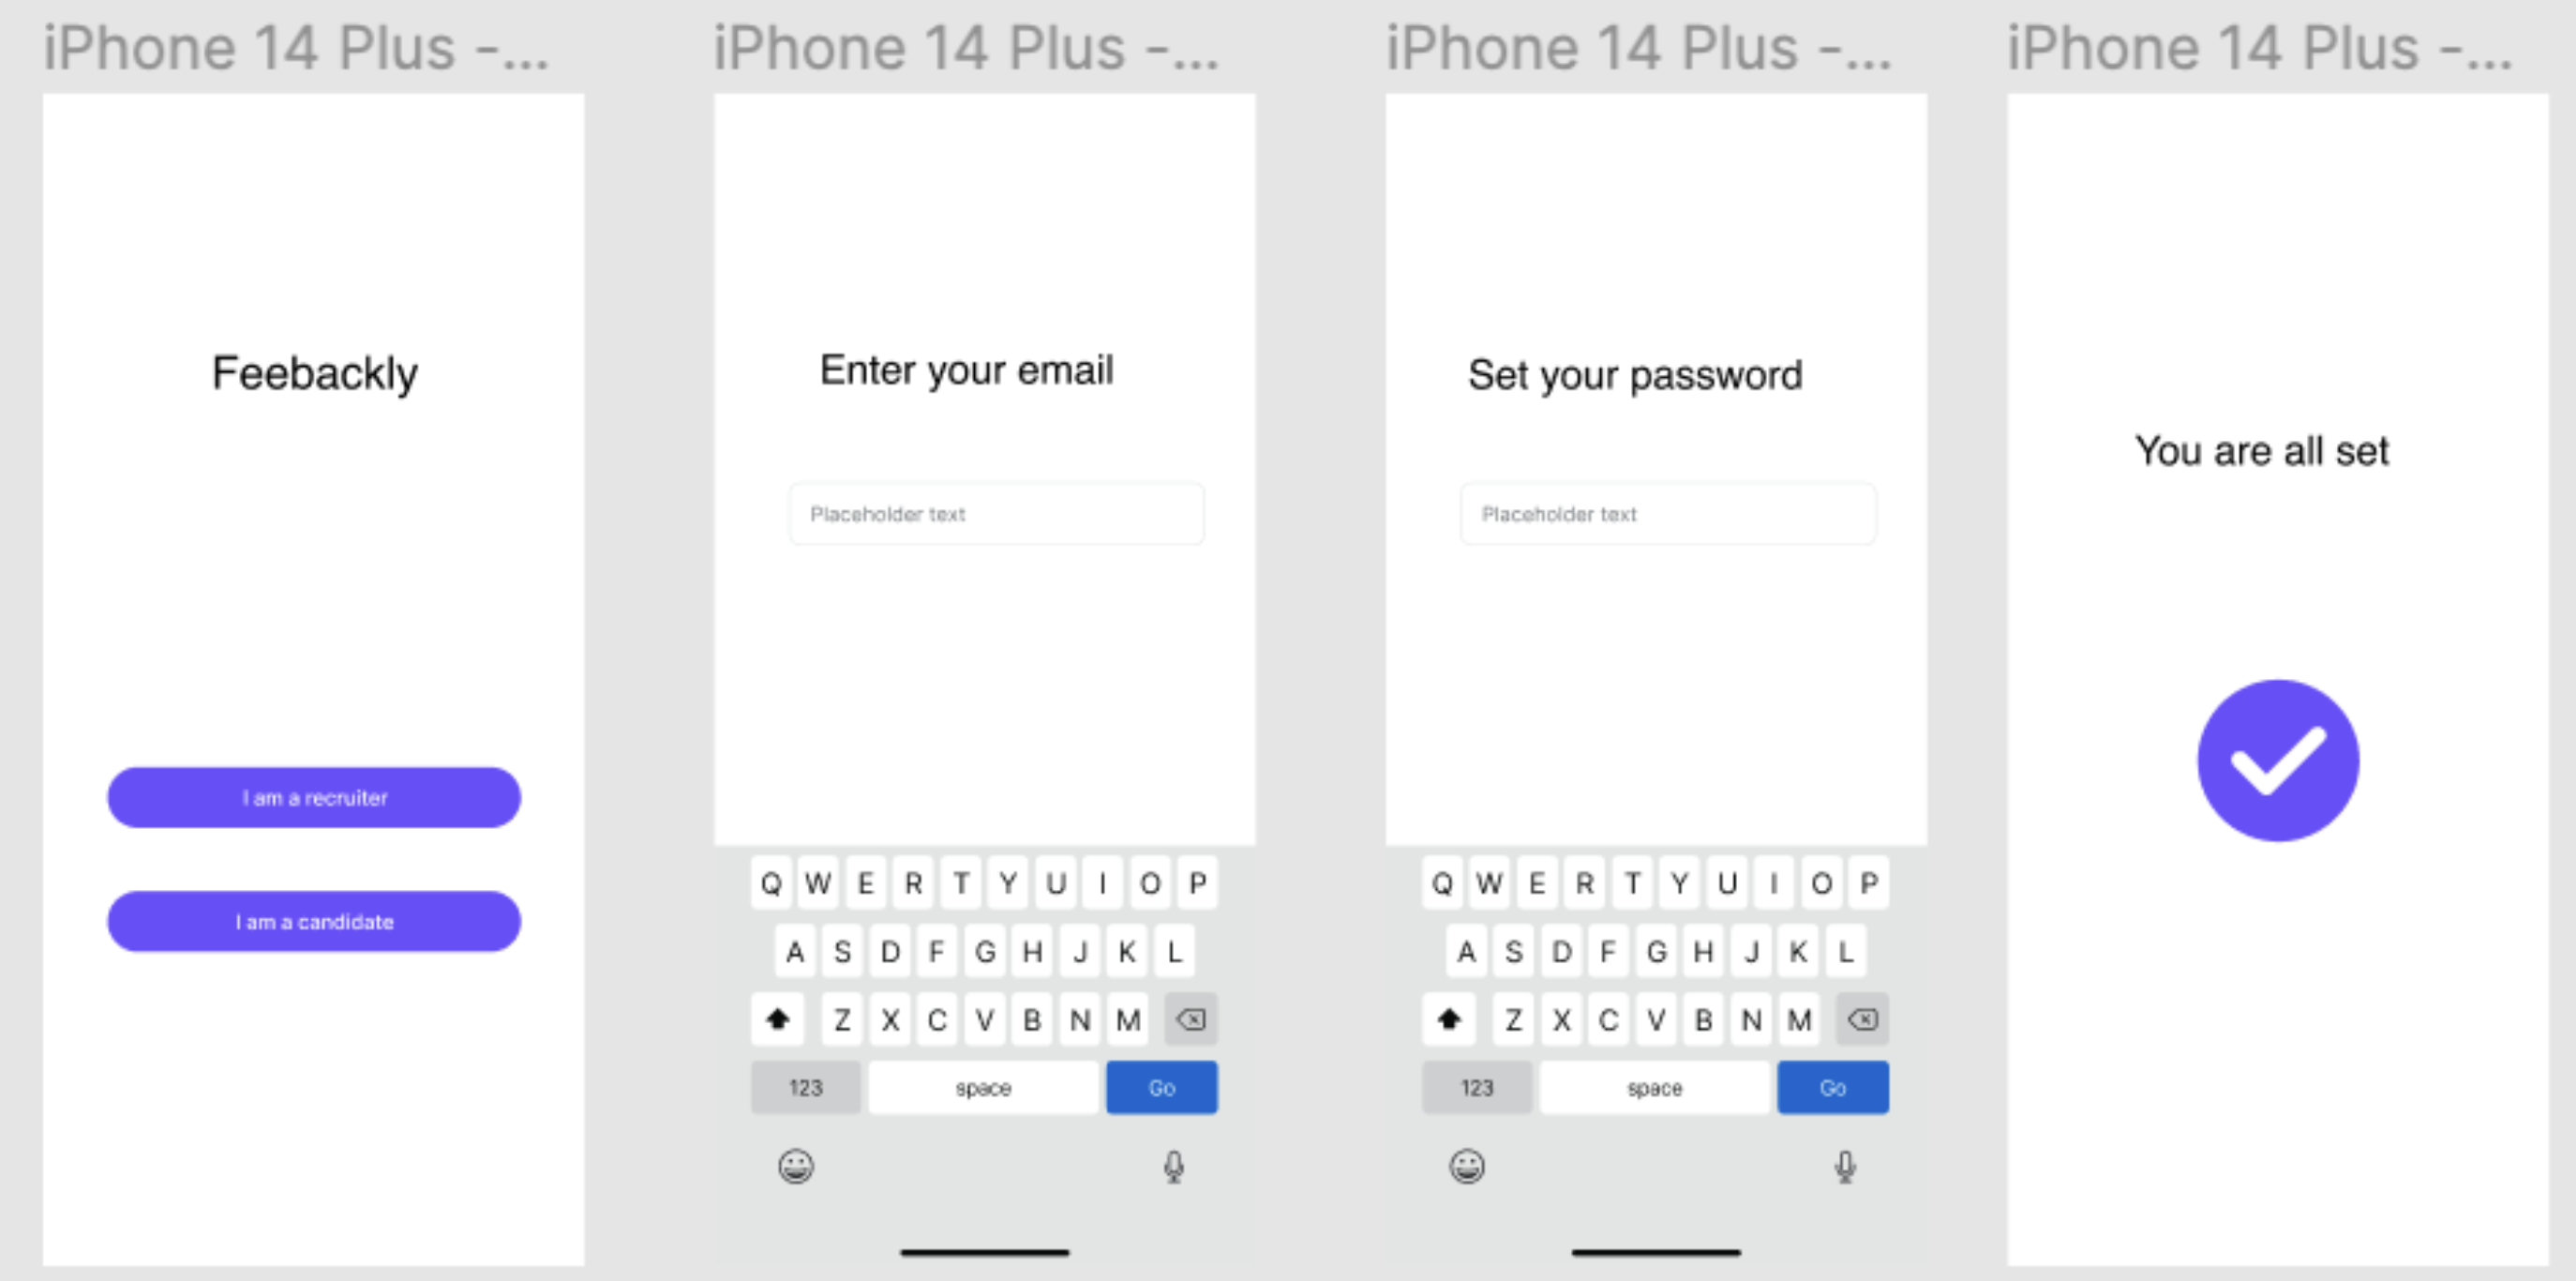 iPhone 14 Plus -...
Feebackly
I am a recruiter
I am a candidate
iPhone 14 Plus -...
Enter your email
Placeholder text
Q W E R T Y U I O P
A S D F G H J K L
Z X C V B N M
123 space Go
iPhone 14 Plus -...
Set your password
Placeholder text
Q W E R T Y U I O P
A S D F G H J K L
Z X C V B N M
123 space Go
iPhone 14 Plus -...
You are all set